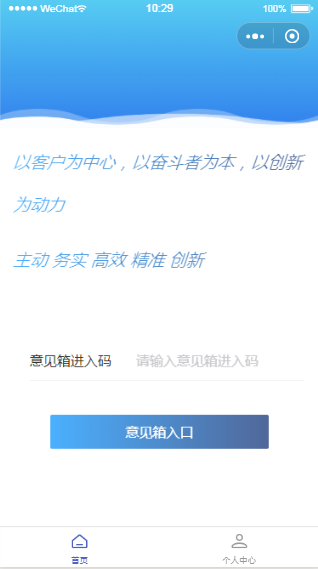 WeChat
10:29
100%
以客户为中心，以奋斗者为本，以创新
为动力
主动 务实 高效 精准 创新
意见箱进入码 请输入意见箱进入码
意见箱入口
首页 个人中心